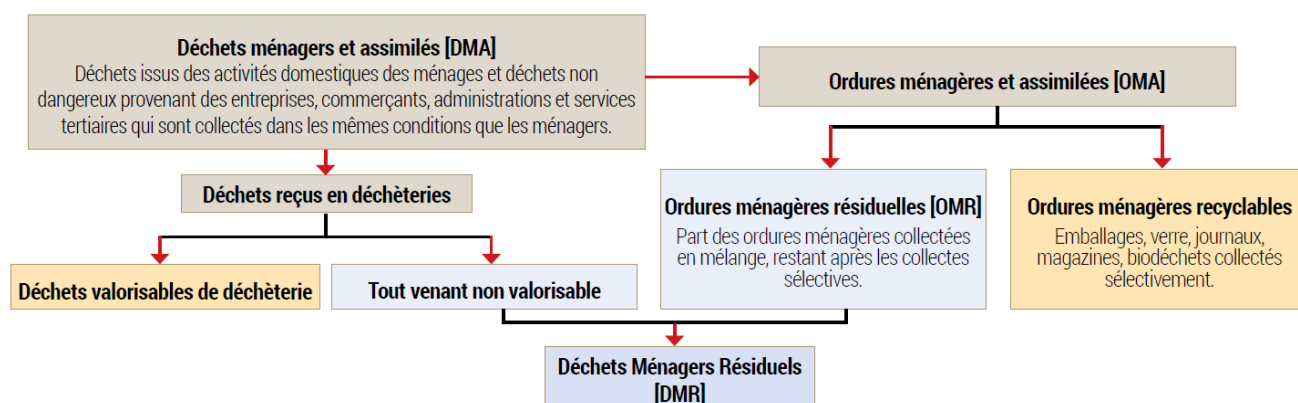 Déchets ménagers et assimilés [DMA]
Déchets issus des activités domestiques des ménages et déchets non
dangereux provenant des entreprises, commerçants, administrations et services
tertiaires qui sont collectés dans les mêmes conditions que les ménagers.
Ordures ménagères et assimilées [OMA]
Déchets reçus en déchèteries
Ordures ménagères résiduelles [OMR]
Part des ordures ménagères collectées
en mélange, restant après les collectes
sélectives.
Ordures ménagères recyclables
Emballages, verre, journaux,
magazines, biodéchets collectés
sélectivement.
Déchets valorisables de déchèterie
Tout venant non valorisable
Déchets Ménagers Résiduels
[DMR]